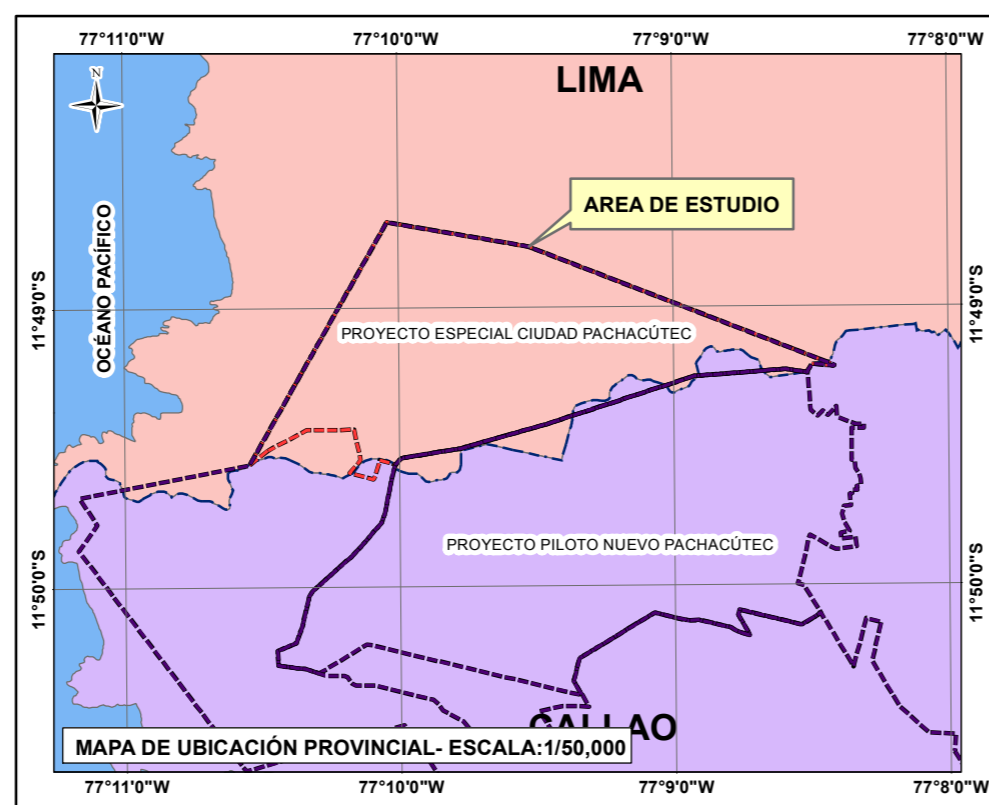 77°11'0"W 77°10'0"W 77°9'0"W 77°8'0"W
N
LIMA
AREA DE ESTUDIO
OCÉANO PACÍFICO
11°49'0"S 11°49'0"S
PROYECTO ESPECIAL CIUDAD PACHACÚTEC
PROYECTO PILOTO NUEVO PACHACÚTEC
11°50'0"S 11°50'0"S
CALLAO
MAPA DE UBICACIÓN PROVINCIAL- ESCALA:1/50,000
77°11'0"W 77°10'0"W 77°9'0"W 77°8'0"W